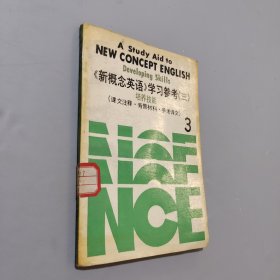 A Study Aid to
NEW CONCEPT ENGLISH
Developing Skills
《新概念英语》学习参考(三)
培养技能
(课文注释·背景材料·参考译文)
3
NCE
NCE
NCE